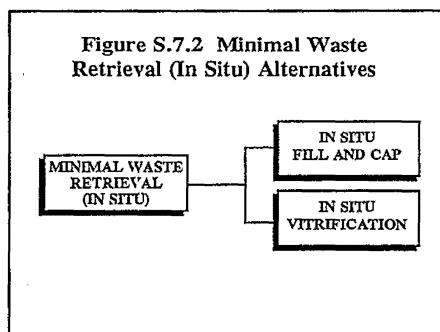 Figure S.7.2 Minimal Waste
Retrieval (In Situ) Alternatives
IN SITU
FILL AND CAP
MINIMAL WASTE
RETRIEVAL
(IN SITU)
IN SITU
VITRIFICATION